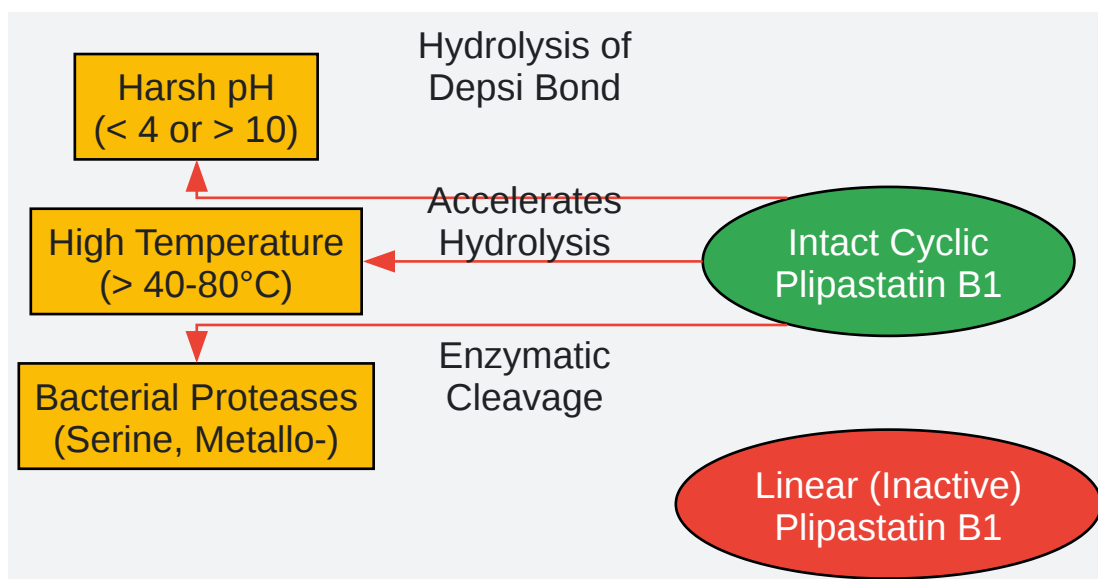 Hydrolysis of
Depsi Bond
Harsh pH
(< 4 or > 10)
Accelerates
Hydrolysis
High Temperature
(> 40-80°C)
Intact Cyclic
Plipastatin B1
Enzymatic
Cleavage
Bacterial Proteases
(Serine, Metallo-)
Linear (Inactive)
Plipastatin B1